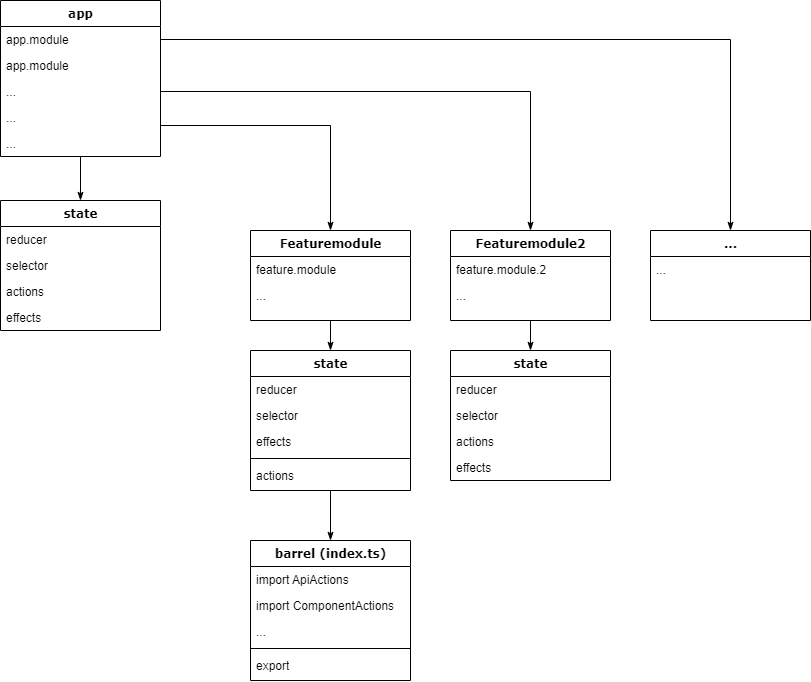 app
app.module
app.module
...
...
...
state
reducer
selector
actions
effects
Featuremodule
feature.module
...
Featuremodule2
feature.module.2
...
...
...
state
reducer
selector
effects
actions
state
reducer
selector
actions
effects
barrel (index.ts)
import ApiActions
import ComponentActions
...
export